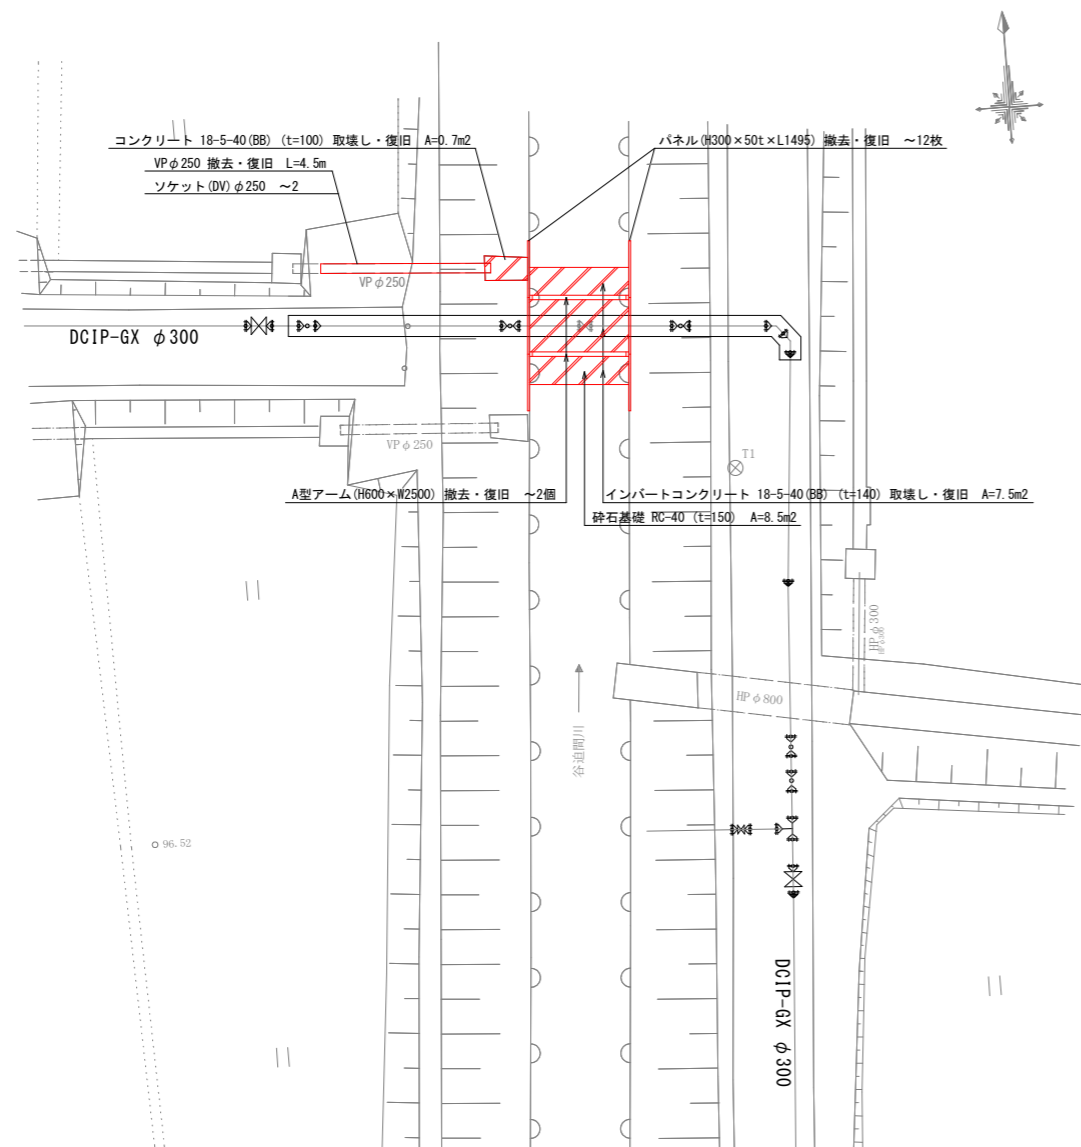 コンクリート 18-5-40(BB) (t=100) 取壊し・復旧 A=0.7m2
パネル(H300×50t×L1495) 撤去・復旧 ～12枚
VPφ250 撤去・復旧 L=4.5m
ソケット(DV)φ250 ～2
VPφ250
DCIP-GX φ300
VPφ250
T1
A型アーム(H600×W2500) 撤去・復旧 ～2個
インバートコンクリート 18-5-40(BB) (t=140) 取壊し・復旧 A=7.5m2
砕石基礎 RC-40 (t=150) A=8.5m2
HPφ300
HPφ800
谷迫間川
96.52
DCIP-GX φ300